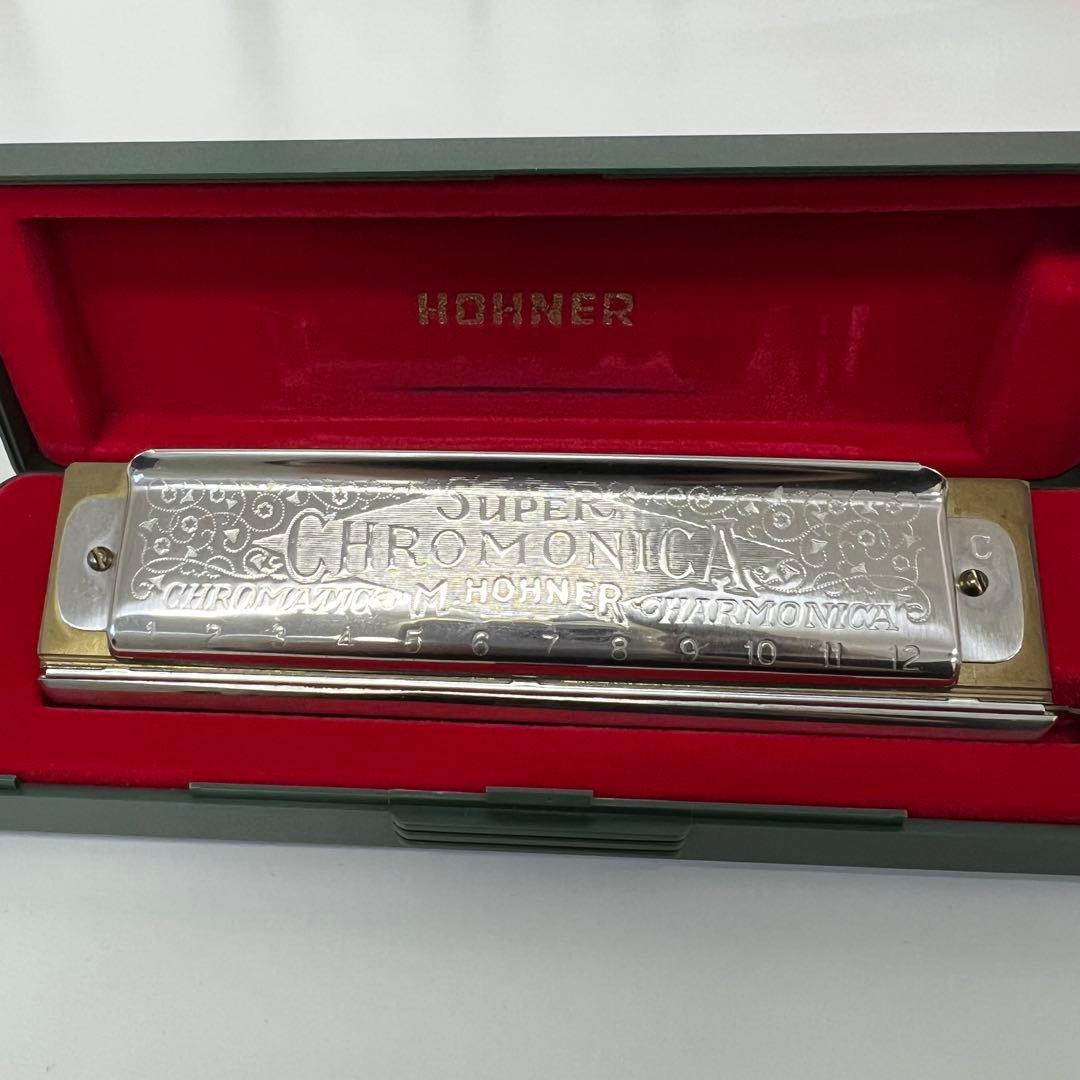 HOHNER
SUPER
CHROMONICA
CHROMATIC M HOHNER HARMONICA
C
1 2 3 4 5 6 7 8 9 10 11 12